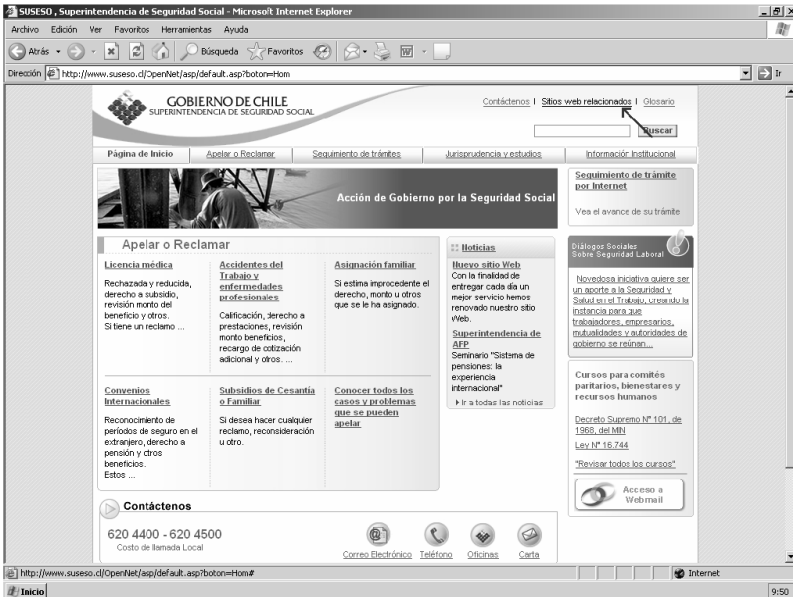 SUSESO , Superintendencia de Seguridad Social - Microsoft Internet Explorer
Archivo Edición Ver Favoritos Herramientas Ayuda
Atrás Búsqueda Favoritos
Dirección http://www.suseso.cl/OpenNet/asp/default.asp?boton=Hom Ir
GOBIERNO DE CHILE
SUPERINTENDENCIA DE SEGURIDAD SOCIAL
Contáctenos | Sitios web relacionados | Glosario
Buscar
Página de Inicio | Apelar o Reclamar | Seguimiento de trámites | Jurisprudencia y estudios | Información Institucional
Acción de Gobierno por la Seguridad Social
Seguimiento de trámite
por Internet
Vea el avance de su trámite
Apelar o Reclamar
Licencia médica
Rechazada y reducida,
derecho a subsidio,
revisión monto del
beneficio y otros.
Si tiene un reclamo ...
Accidentes del
Trabajo y
enfermedades
profesionales
Calificación, derecho a
prestaciones, revisión
monto beneficios,
recargo de cotización
adicional y otros. ...
Asignación familiar
Si estima improcedente el
derecho, monto u otros
que se le ha asignado.
Convenios
Internacionales
Reconocimiento de
períodos de seguro en el
extranjero, derecho a
pensión y otros
beneficios.
Estos ...
Subsidios de Cesantía
o Familiar
Si desea hacer cualquier
reclamo, reconsideración
u otro.
Conocer todos los
casos y problemas
que se pueden
apelar
Noticias
Nuevo sitio Web
Con la finalidad de
entregar cada día un
mejor servicio hemos
renovado nuestro sitio
Web.
Superintendencia de
AFP
Seminario "Sistema de
pensiones: la
experiencia
internacional"
Ir a todas las noticias
Diálogos Sociales
Sobre Seguridad Laboral
Novedosa iniciativa quiere ser
un aporte a la Seguridad y
Salud en el Trabajo, creando la
instancia para que
trabajadores, empresarios,
mutualidades y autoridades de
gobierno se reúnan...
Cursos para comités
paritarios, bienestares y
recursos humanos
Decreto Supremo N° 101, de
1968, del MIN
Ley N° 16.744
"Revisar todos los cursos"
Acceso a
Webmail
Contáctenos
620 4400 - 620 4500
Costo de llamada Local
Correo Electrónico Teléfono Oficinas Carta
http://www.suseso.cl/OpenNet/asp/default.asp?boton=Hom# Internet
Inicio 9:50